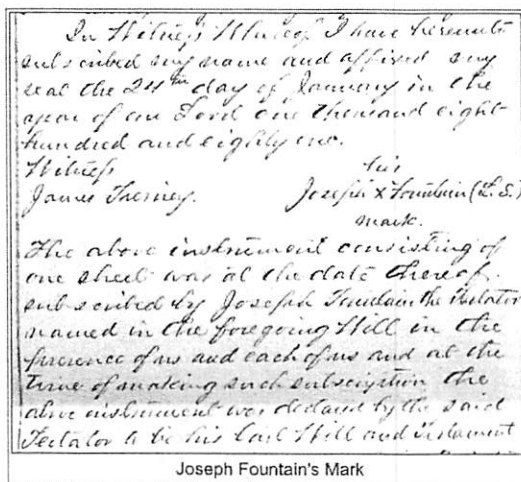 In Witness Whereof I have hereunto
subscribed my name and affixed my
seal the 24th day of January in the
year of our Lord one thousand eight
hundred and eighty one.
Witness his
James Tierney. Joseph X Fountain (L.S.)
mark.
The above instrument consisting of
one sheet was at the date thereof
subscribed by Joseph Fountain the Testator
named in the foregoing Will in the
presence of us and each of us and at the
time of making such subscription the
above instrument was declared by the said
Testator to be his last Will and Testament
Joseph Fountain's Mark